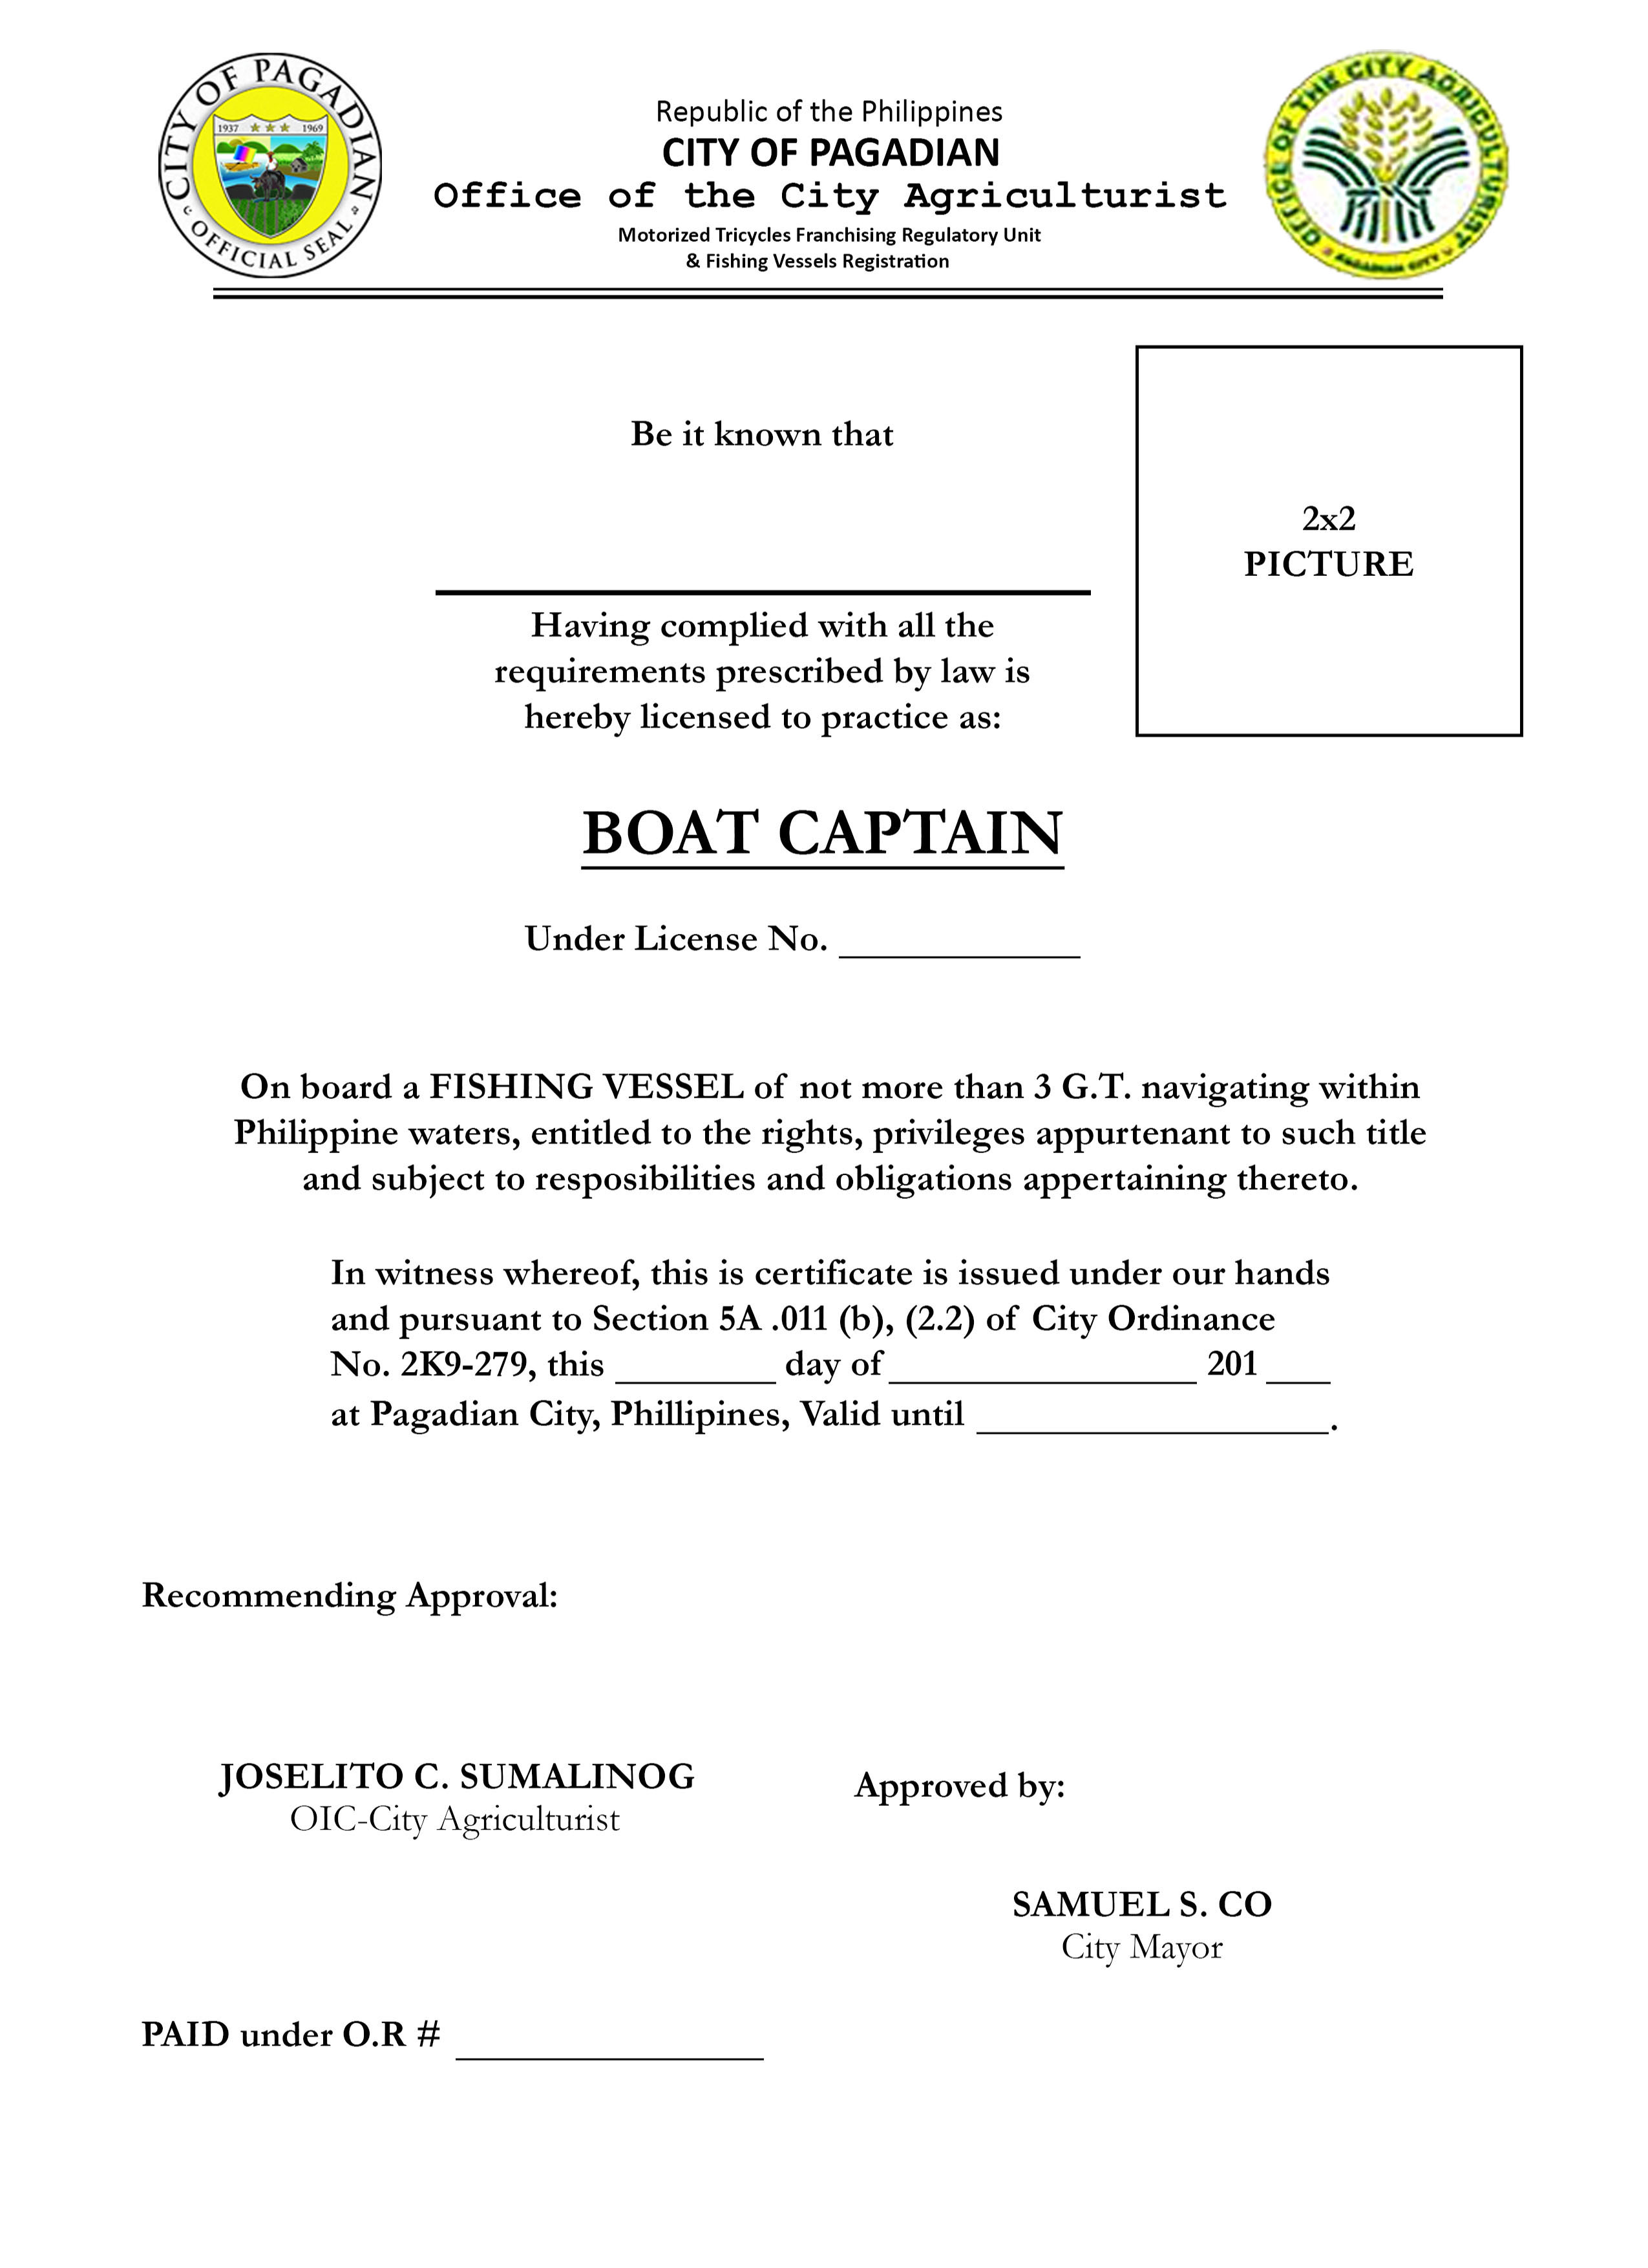 CITY OF PAGADIAN
1937 1969
OFFICIAL SEAL
Republic of the Philippines
CITY OF PAGADIAN
Office of the City Agriculturist
Motorized Tricycles Franchising Regulatory Unit
& Fishing Vessels Registration
OFFICE OF THE CITY AGRICULTURIST
PAGADIAN CITY
Be it known that
2x2
PICTURE
Having complied with all the
requirements prescribed by law is
hereby licensed to practice as:
BOAT CAPTAIN
Under License No. ____________
On board a FISHING VESSEL of not more than 3 G.T. navigating within
Philippine waters, entitled to the rights, privileges appurtenant to such title
and subject to resposibilities and obligations appertaining thereto.
In witness whereof, this is certificate is issued under our hands
and pursuant to Section 5A .011 (b), (2.2) of City Ordinance
No. 2K9-279, this ________ day of ________________ 201 ___
at Pagadian City, Phillipines, Valid until __________________.
Recommending Approval:
JOSELITO C. SUMALINOG
OIC-City Agriculturist
Approved by:
SAMUEL S. CO
City Mayor
PAID under O.R # ________________